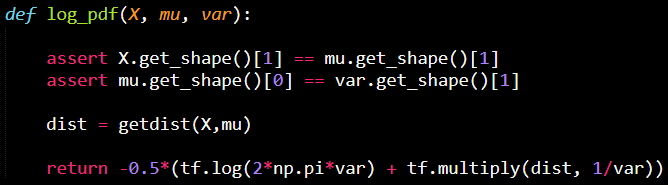 def log_pdf(X, mu, var):
assert X.get_shape()[1] == mu.get_shape()[1]
assert mu.get_shape()[0] == var.get_shape()[1]
dist = getdist(X,mu)
return -0.5*(tf.log(2*np.pi*var) + tf.multiply(dist, 1/var))